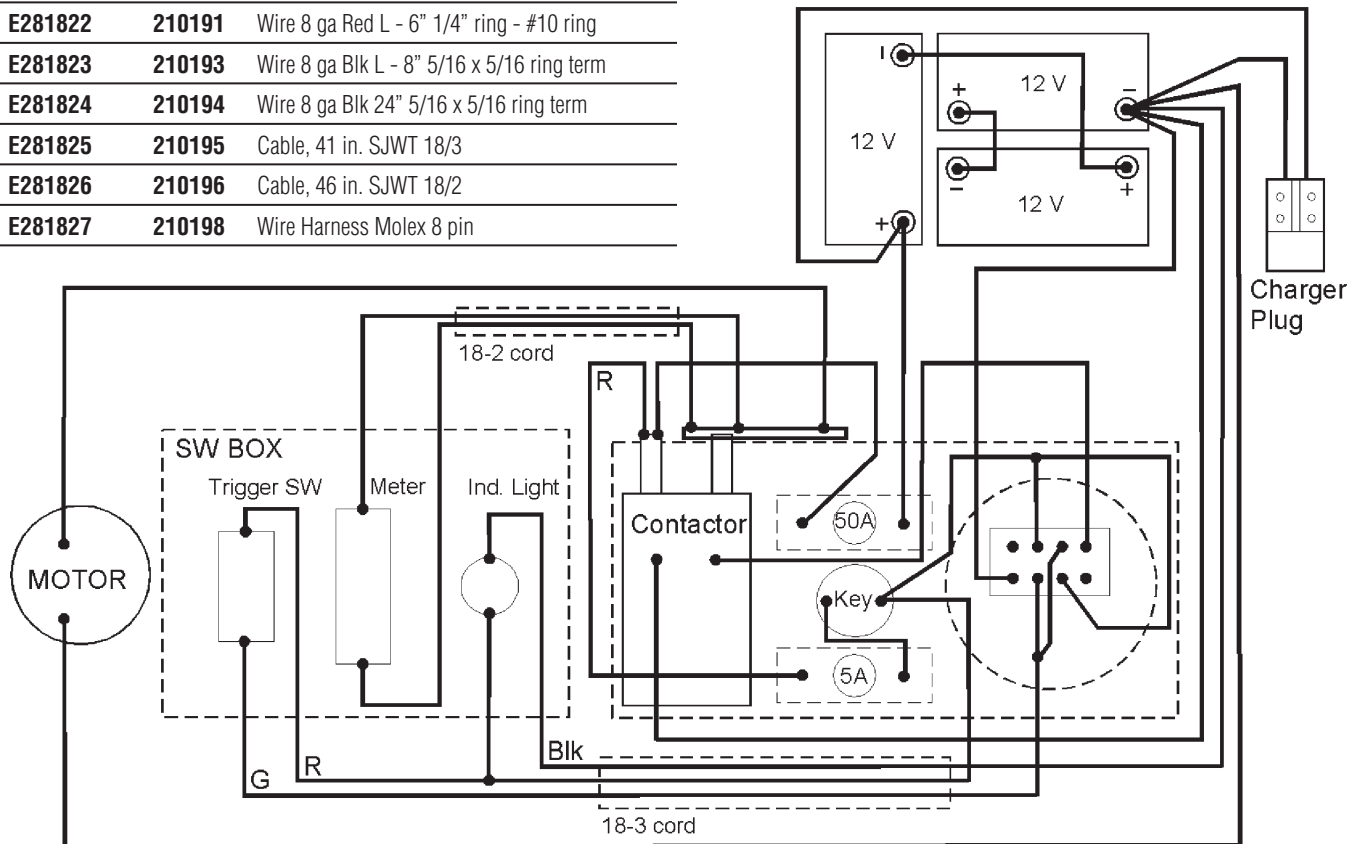 E281822 210191 Wire 8 ga Red L - 6” 1/4” ring - #10 ring
E281823 210193 Wire 8 ga Blk L - 8” 5/16 x 5/16 ring term
E281824 210194 Wire 8 ga Blk 24” 5/16 x 5/16 ring term
E281825 210195 Cable, 41 in. SJWT 18/3
E281826 210196 Cable, 46 in. SJWT 18/2
E281827 210198 Wire Harness Molex 8 pin
12 V
12 V
12 V
+
-
-
+
-
+
Charger
Plug
18-2 cord
R
SW BOX
Trigger SW
Meter
Ind. Light
Contactor
50A
Key
5A
MOTOR
Blk
R
G
18-3 cord